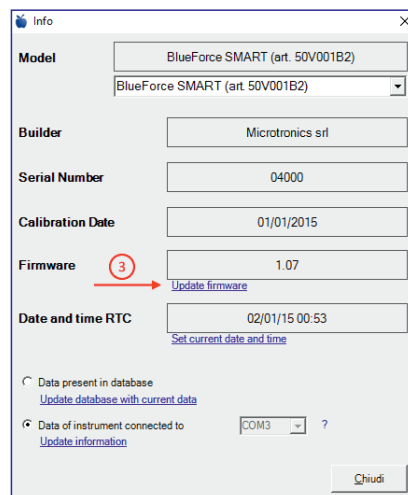 Info
Model
BlueForce SMART (art. 50V001B2)
BlueForce SMART (art. 50V001B2)
Builder
Microtronics srl
Serial Number
04000
Calibration Date
01/01/2015
Firmware
1.07
3
Update firmware
Date and time RTC
02/01/15 00:53
Set current date and time
Data present in database
Update database with current data
Data of instrument connected to
COM3
?
Update information
Chiudi